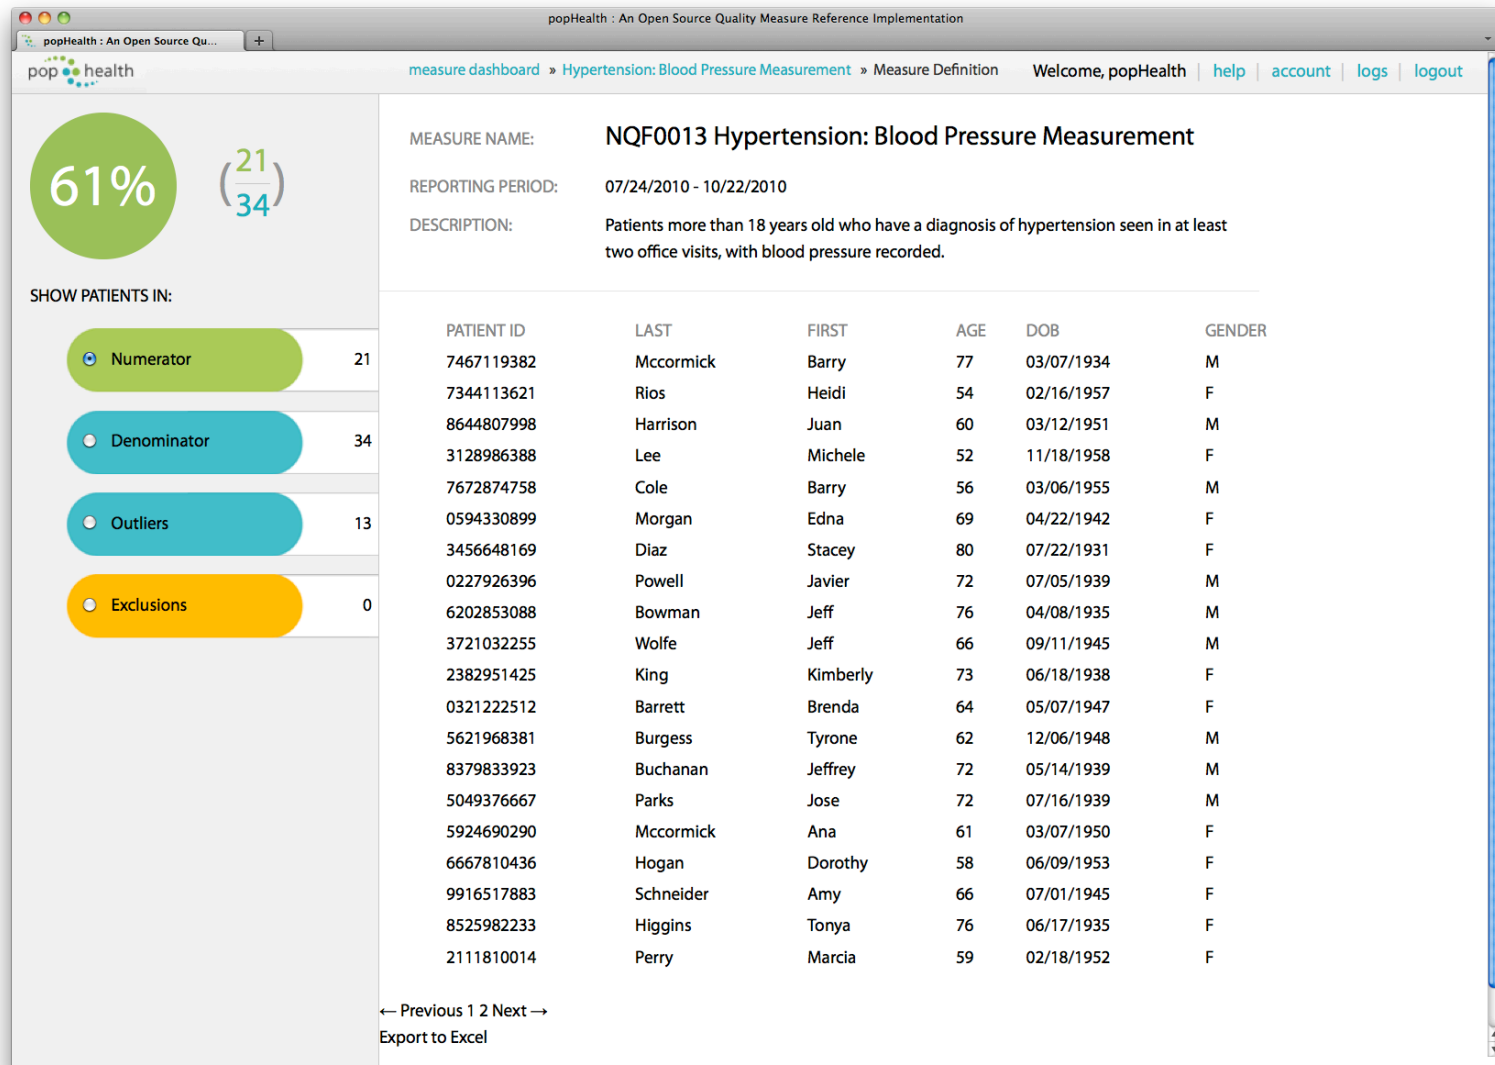 popHealth : An Open Source Quality Measure Reference Implementation
popHealth : An Open Source Qu... +
pop health
measure dashboard » Hypertension: Blood Pressure Measurement » Measure Definition Welcome, popHealth | help | account | logs | logout
61% (21/34)
SHOW PATIENTS IN:
Numerator 21
Denominator 34
Outliers 13
Exclusions 0
MEASURE NAME: NQF0013 Hypertension: Blood Pressure Measurement
REPORTING PERIOD: 07/24/2010 - 10/22/2010
DESCRIPTION: Patients more than 18 years old who have a diagnosis of hypertension seen in at least
two office visits, with blood pressure recorded.
PATIENT ID LAST FIRST AGE DOB GENDER
7467119382 Mccormick Barry 77 03/07/1934 M
7344113621 Rios Heidi 54 02/16/1957 F
8644807998 Harrison Juan 60 03/12/1951 M
3128986388 Lee Michele 52 11/18/1958 F
7672874758 Cole Barry 56 03/06/1955 M
0594330899 Morgan Edna 69 04/22/1942 F
3456648169 Diaz Stacey 80 07/22/1931 F
0227926396 Powell Javier 72 07/05/1939 M
6202853088 Bowman Jeff 76 04/08/1935 M
3721032255 Wolfe Jeff 66 09/11/1945 M
2382951425 King Kimberly 73 06/18/1938 F
0321222512 Barrett Brenda 64 05/07/1947 F
5621968381 Burgess Tyrone 62 12/06/1948 M
8379833923 Buchanan Jeffrey 72 05/14/1939 M
5049376667 Parks Jose 72 07/16/1939 M
5924690290 Mccormick Ana 61 03/07/1950 F
6667810436 Hogan Dorothy 58 06/09/1953 F
9916517883 Schneider Amy 66 07/01/1945 F
8525982233 Higgins Tonya 76 06/17/1935 F
2111810014 Perry Marcia 59 02/18/1952 F
← Previous 1 2 Next →
Export to Excel